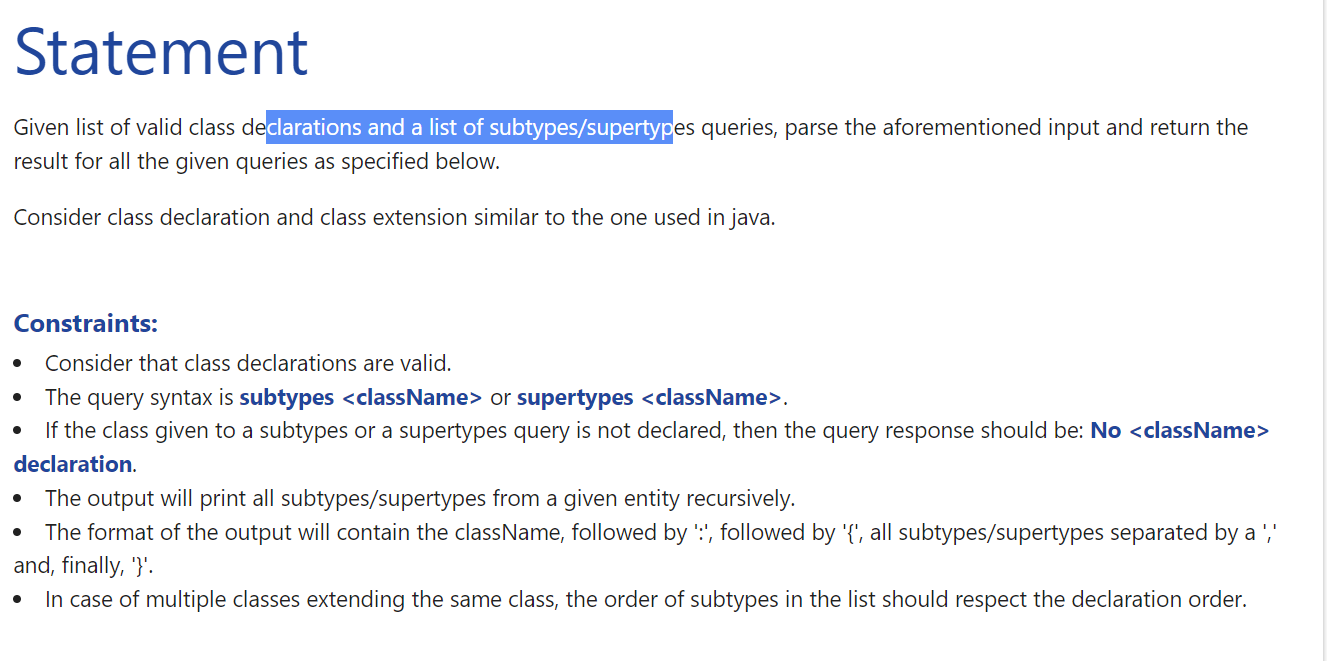 Statement
Given list of valid class declarations and a list of subtypes/supertypes queries, parse the aforementioned input and return the
result for all the given queries as specified below.
Consider class declaration and class extension similar to the one used in java.
Constraints:
• Consider that class declarations are valid.
• The query syntax is subtypes <className> or supertypes <className>.
• If the class given to a subtypes or a supertypes query is not declared, then the query response should be: No <className>
declaration.
• The output will print all subtypes/supertypes from a given entity recursively.
• The format of the output will contain the className, followed by ':', followed by '{', all subtypes/supertypes separated by a ','
and, finally, '}'.
• In case of multiple classes extending the same class, the order of subtypes in the list should respect the declaration order.